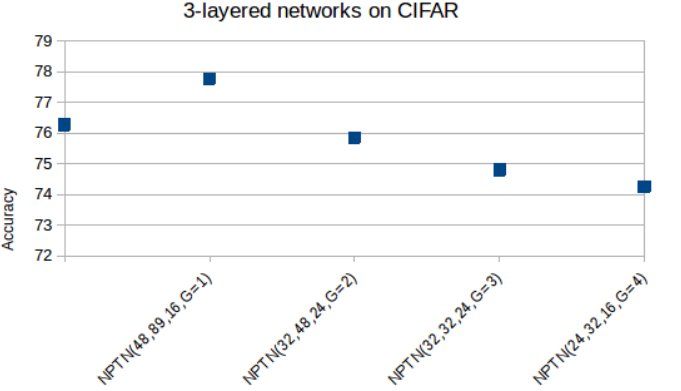 3-layered networks on CIFAR
79
78
77
76
75
74
73
72
Accuracy
NPTN(48,89,16,G=1)
NPTN(32,48,24,G=2)
NPTN(32,32,24,G=3)
NPTN(24,32,16,G=4)